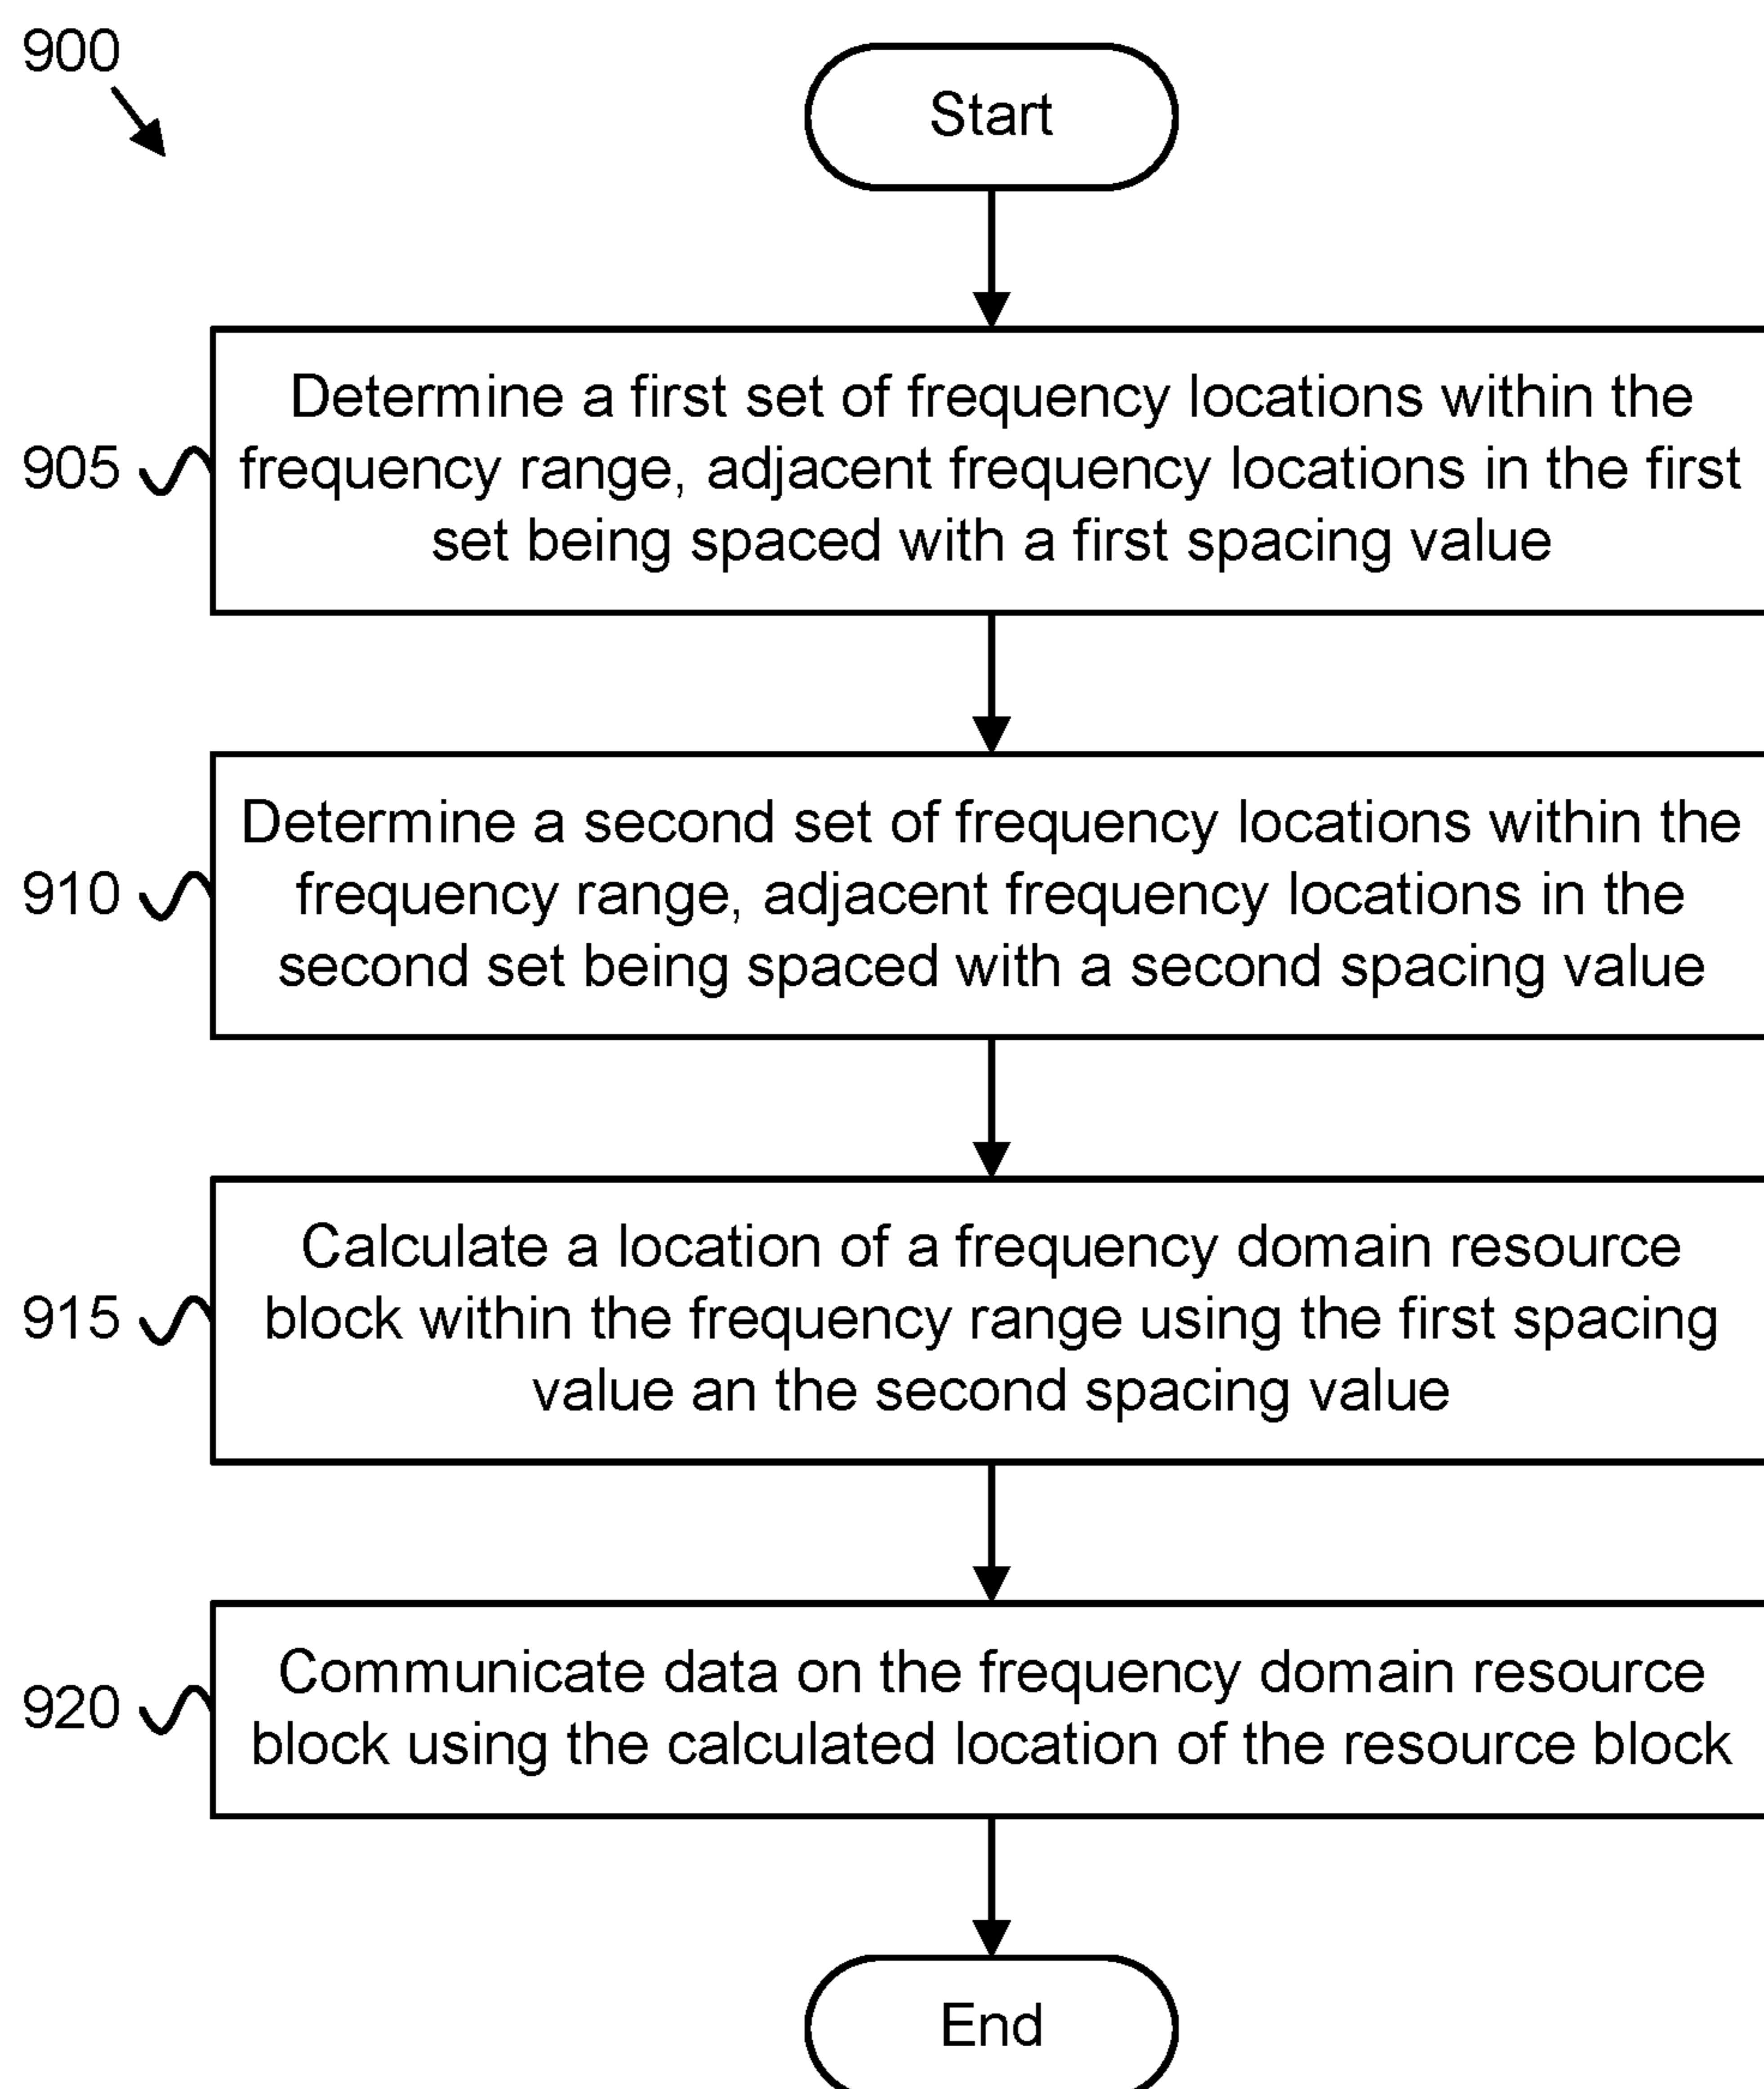 900
Start
905
Determine a first set of frequency locations within the
frequency range, adjacent frequency locations in the first
set being spaced with a first spacing value
910
Determine a second set of frequency locations within the
frequency range, adjacent frequency locations in the
second set being spaced with a second spacing value
915
Calculate a location of a frequency domain resource
block within the frequency range using the first spacing
value an the second spacing value
920
Communicate data on the frequency domain resource
block using the calculated location of the resource block
End